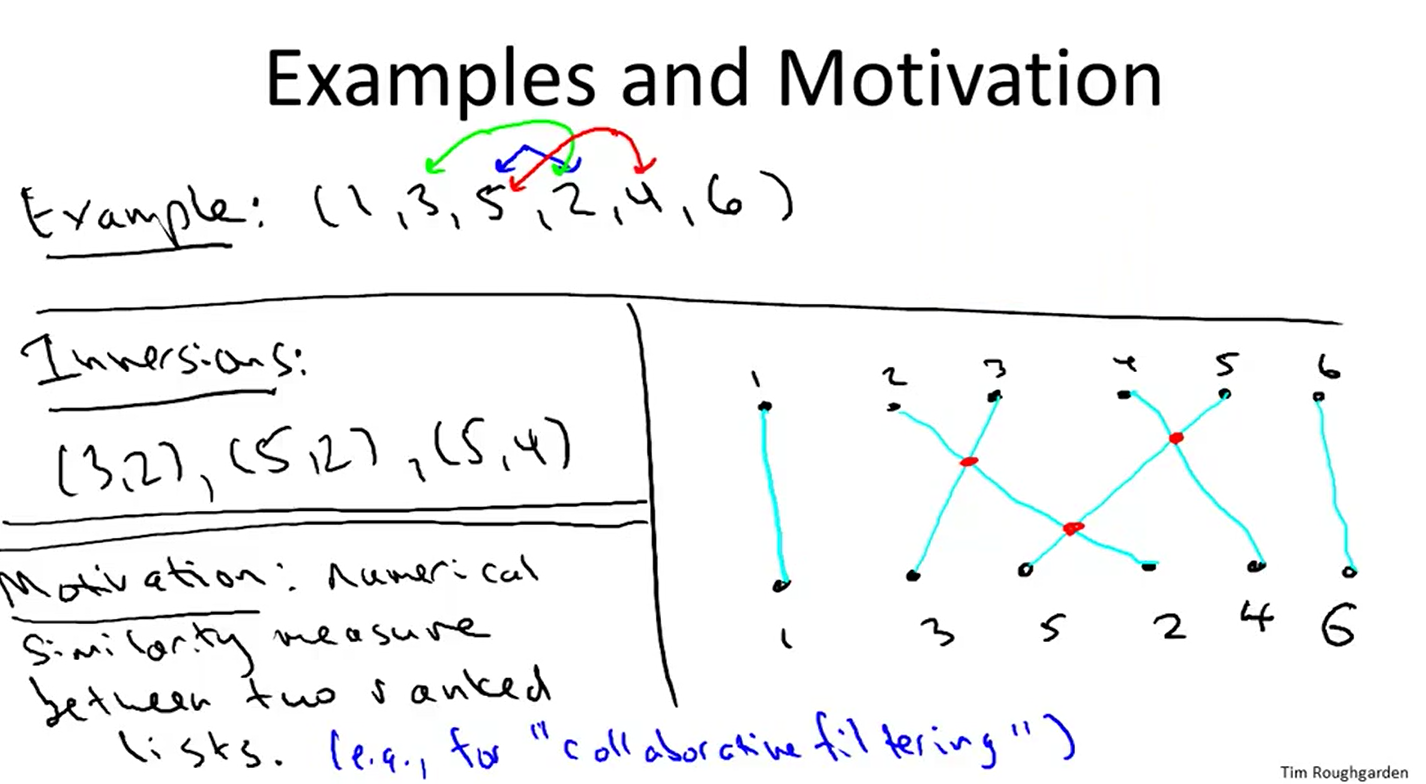 Examples and Motivation
Example: (1,3,5,2,4,6)
Inversions:
(3,2), (5,2), (5,4)
Motivation: numerical
similarity measure
between two ranked
lists. (e.g., for "collaborative filtering")
1 2 3 4 5 6
1 3 5 2 4 6
Tim Roughgarden